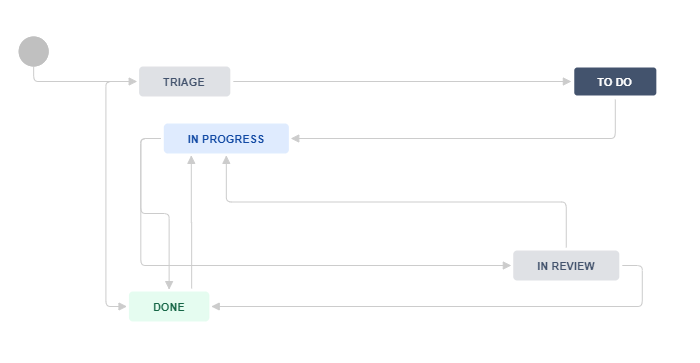 TRIAGE
TO DO
IN PROGRESS
IN REVIEW
DONE